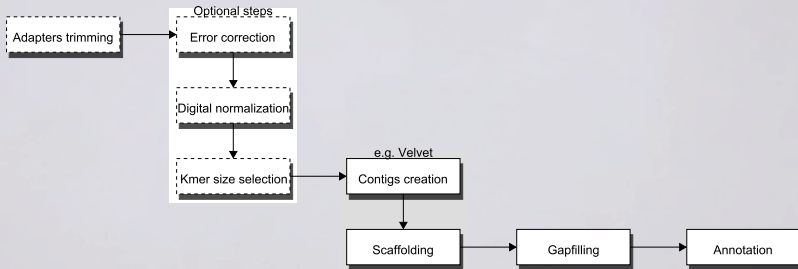 Optional steps
Adapters trimming
Error correction
Digital normalization
Kmer size selection
e.g. Velvet
Contigs creation
Scaffolding
Gapfilling
Annotation